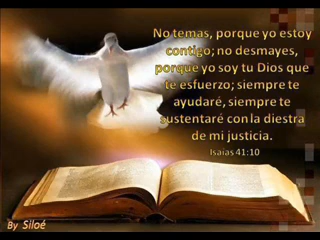 No temas, porque yo estoy
contigo; no desmayes,
porque yo soy tu Dios que
te esfuerzo; siempre te
ayudaré, siempre te
sustentaré con la diestra
de mi justicia.
Isaías 41:10
By Siloé